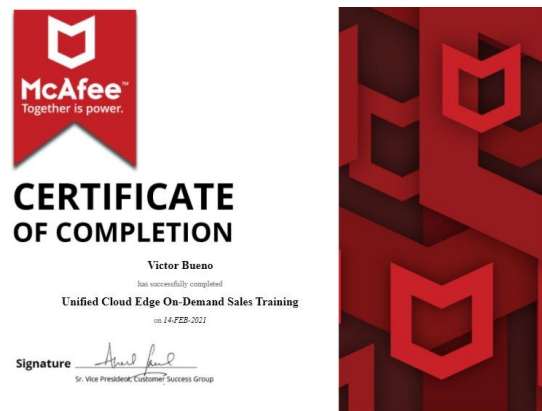 McAfee™
Together is power.
CERTIFICATE
OF COMPLETION
Victor Bueno
has successfully completed
Unified Cloud Edge On-Demand Sales Training
on 14-FEB-2021
Signature
Sr. Vice President, Customer Success Group